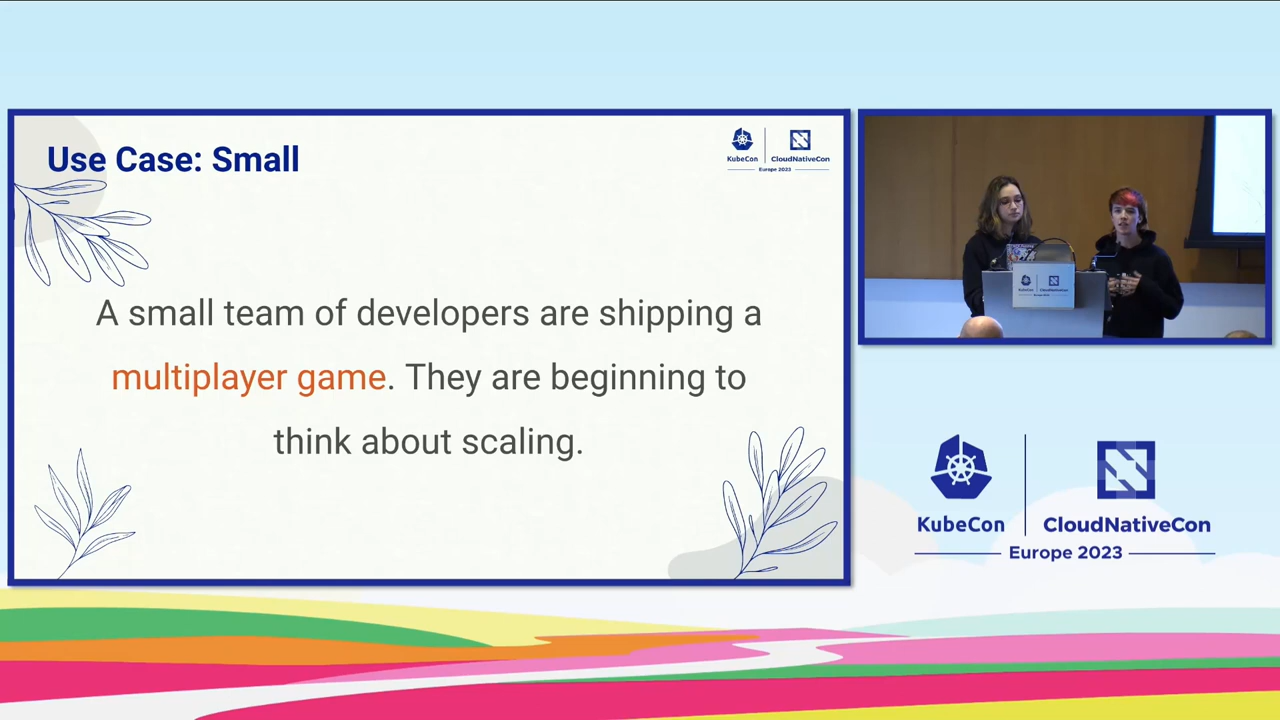 Use Case: Small
KubeCon
CloudNativeCon
Europe 2023
A small team of developers are shipping a
multiplayer game. They are beginning to
think about scaling.
KubeCon
CloudNativeCon
Europe 2023